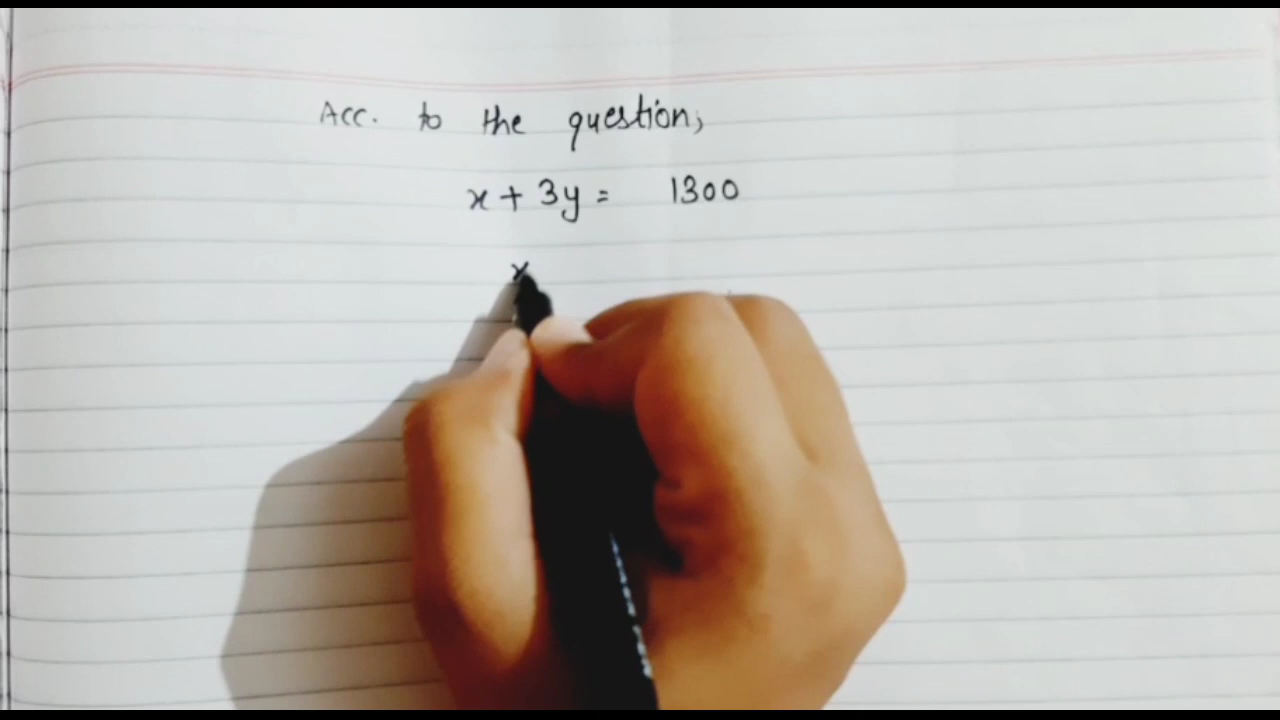 Acc. to the question,
x + 3y = 1300
x